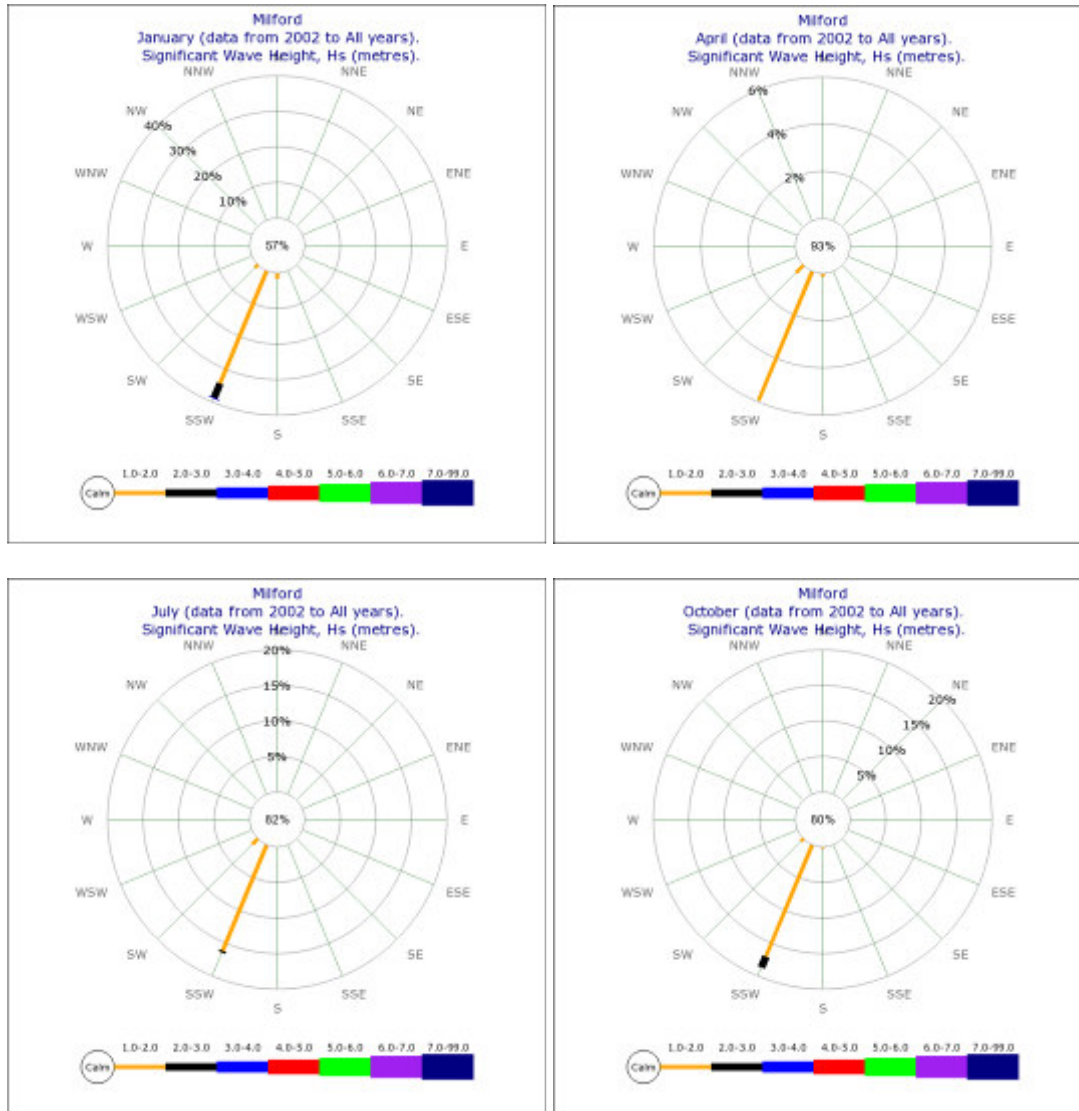 Milford
January (data from 2002 to All years).
Significant Wave Height, Hs (metres).
NNW NNE
NW NE
40%
30%
20%
WNW ENE
10%
W 57% E
WSW ESE
SW SE
SSW SSE
S
1.0-2.0 2.0-3.0 3.0-4.0 4.0-5.0 5.0-6.0 6.0-7.0 7.0-99.0
Calm
Milford
April (data from 2002 to All years).
Significant Wave Height, Hs (metres).
NNW NNE
6%
NW NE
4%
WNW ENE
2%
W 93% E
WSW ESE
SW SE
SSW SSE
S
1.0-2.0 2.0-3.0 3.0-4.0 4.0-5.0 5.0-6.0 6.0-7.0 7.0-99.0
Calm
Milford
July (data from 2002 to All years).
Significant Wave Height, Hs (metres).
NNW NNE
20%
NW NE
15%
10%
WNW ENE
5%
W 82% E
WSW ESE
SW SE
SSW SSE
S
1.0-2.0 2.0-3.0 3.0-4.0 4.0-5.0 5.0-6.0 6.0-7.0 7.0-99.0
Calm
Milford
October (data from 2002 to All years).
Significant Wave Height, Hs (metres).
NNW NNE
NW NE
20%
15%
10%
WNW ENE
5%
W 80% E
WSW ESE
SW SE
SSW SSE
S
1.0-2.0 2.0-3.0 3.0-4.0 4.0-5.0 5.0-6.0 6.0-7.0 7.0-99.0
Calm